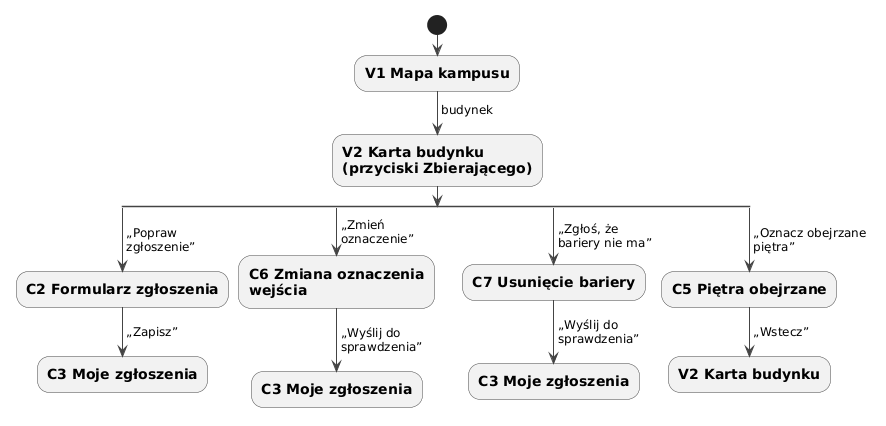 V1 Mapa kampusu
budynek
V2 Karta budynku
(przyciski Zbierającego)
„Popraw
zgłoszenie”
„Zmień
oznaczenie”
„Zgłoś, że
bariery nie ma”
„Oznacz obejrzane
piętra”
C2 Formularz zgłoszenia
C6 Zmiana oznaczenia
wejścia
C7 Usunięcie bariery
C5 Piętra obejrzane
„Zapisz”
„Wyślij do
sprawdzenia”
„Wyślij do
sprawdzenia”
„Wstecz”
C3 Moje zgłoszenia
C3 Moje zgłoszenia
C3 Moje zgłoszenia
V2 Karta budynku